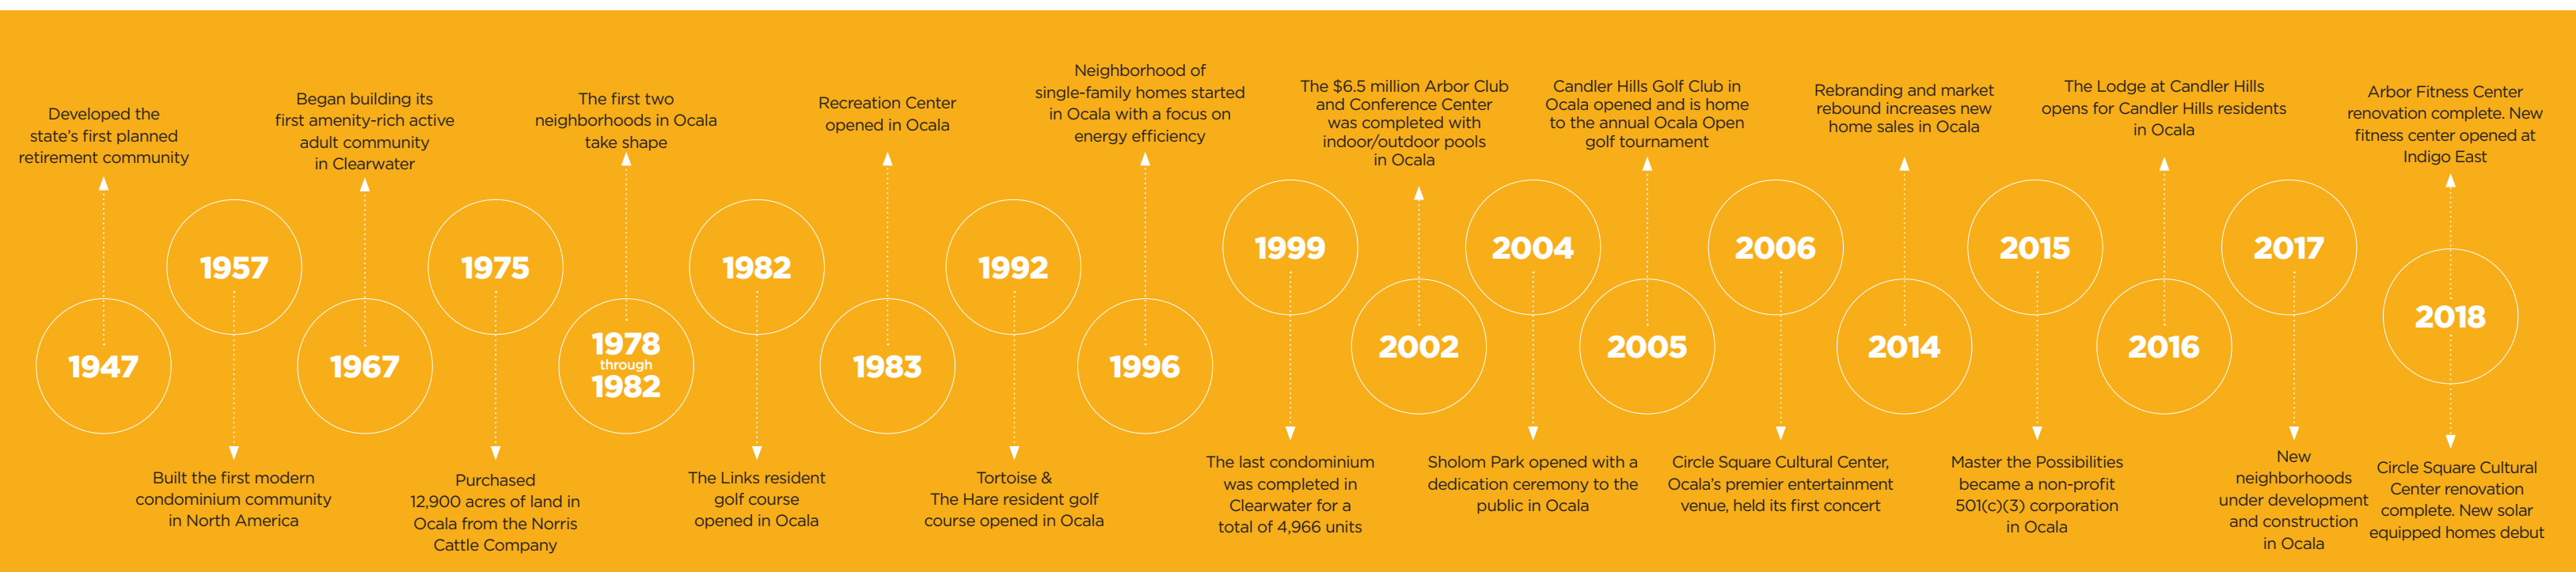 1947
Developed the
state's first planned
retirement community
1957
Built the first modern
condominium community
in North America
1967
Began building its
first amenity-rich active
adult community
in Clearwater
1975
Purchased
12,900 acres of land in
Ocala from the Norris
Cattle Company
1978
through
1982
The first two
neighborhoods in Ocala
take shape
1982
The Links resident
golf course
opened in Ocala
1983
Recreation Center
opened in Ocala
1992
Tortoise &
The Hare resident golf
course opened in Ocala
1996
Neighborhood of
single-family homes started
in Ocala with a focus on
energy efficiency
1999
The last condominium
was completed in
Clearwater for a
total of 4,966 units
2002
The $6.5 million Arbor Club
and Conference Center
was completed with
indoor/outdoor pools
in Ocala
2004
Sholom Park opened with a
dedication ceremony to the
public in Ocala
2005
Candler Hills Golf Club in
Ocala opened and is home
to the annual Ocala Open
golf tournament
2006
Circle Square Cultural Center,
Ocala's premier entertainment
venue, held its first concert
2014
Rebranding and market
rebound increases new
home sales in Ocala
2015
Master the Possibilities
became a non-profit
501(c)(3) corporation
in Ocala
2016
The Lodge at Candler Hills
opens for Candler Hills residents
in Ocala
2017
New
neighborhoods
under development
and construction
in Ocala
2018
Arbor Fitness Center
renovation complete. New
fitness center opened at
Indigo East
Circle Square Cultural
Center renovation
complete. New solar
equipped homes debut